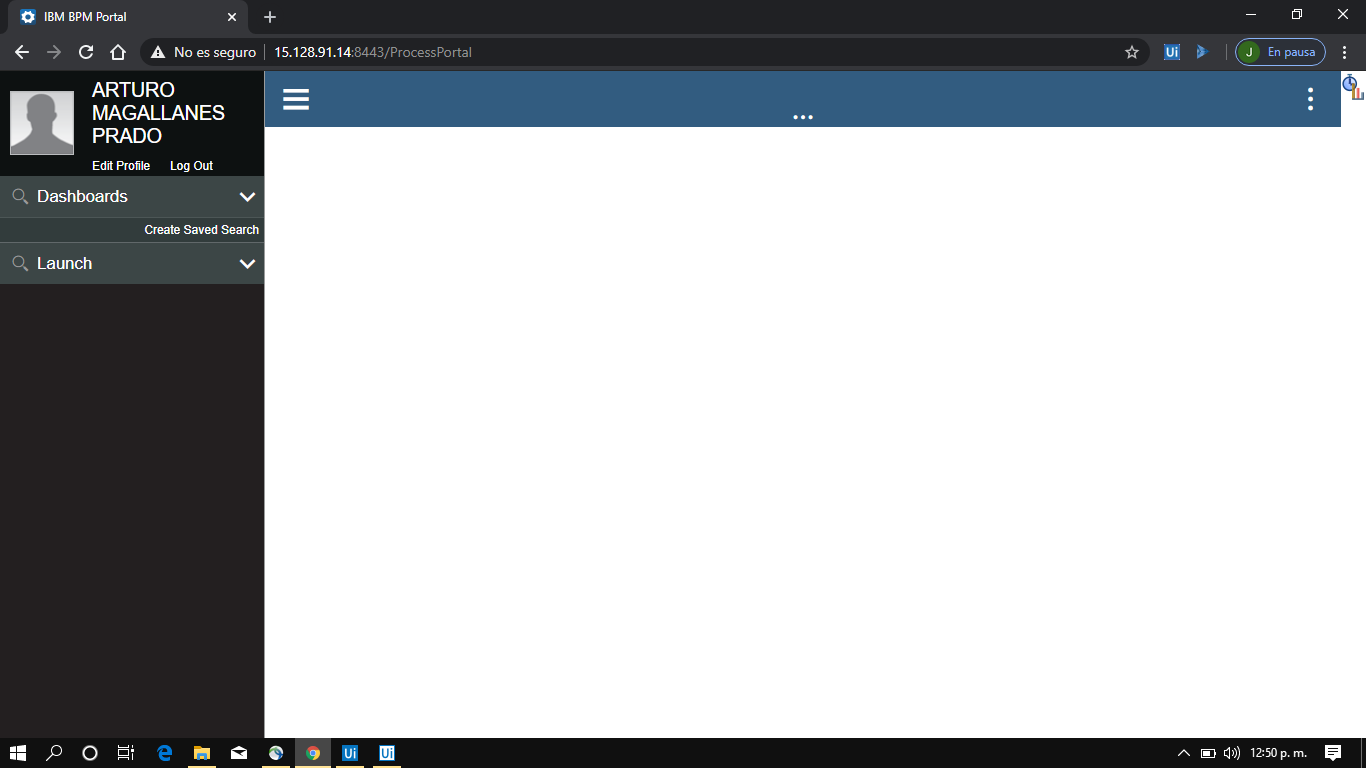 IBM BPM Portal
No es seguro 15.128.91.14:8443/ProcessPortal
Ui
J En pausa
ARTURO
MAGALLANES
PRADO
Edit Profile Log Out
Dashboards
Create Saved Search
Launch
Ui Ui
12:50 p. m.